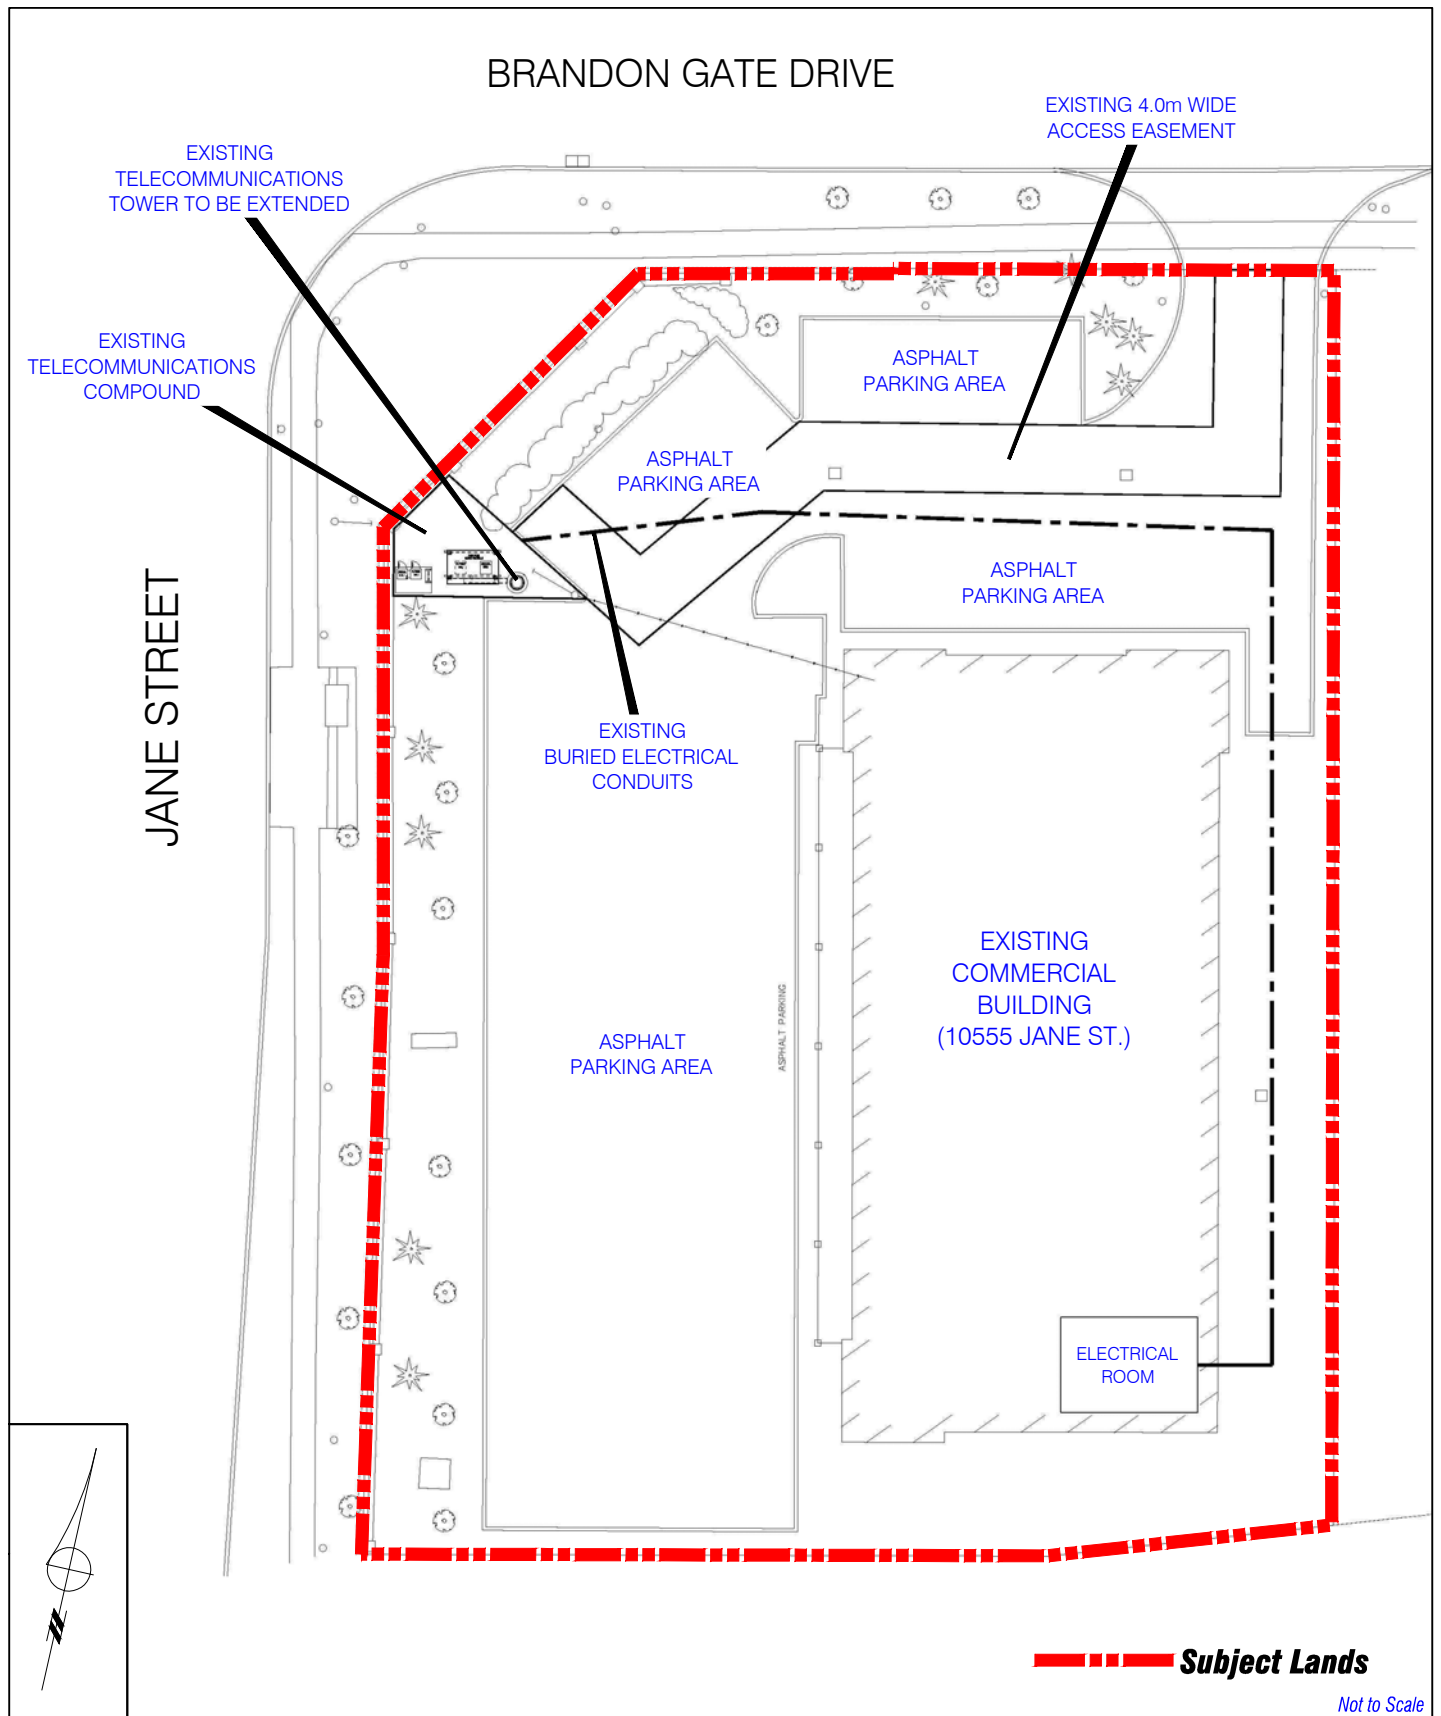 BRANDON GATE DRIVE
EXISTING 4.0m WIDE
ACCESS EASEMENT
EXISTING
TELECOMMUNICATIONS
TOWER TO BE EXTENDED
EXISTING
TELECOMMUNICATIONS
COMPOUND
ASPHALT
PARKING AREA
ASPHALT
PARKING AREA
ASPHALT
PARKING AREA
JANE STREET
EXISTING
BURIED ELECTRICAL
CONDUITS
EXISTING
COMMERCIAL
BUILDING
(10555 JANE ST.)
ASPHALT PARKING
ASPHALT
PARKING AREA
ELECTRICAL
ROOM
N
Subject Lands
Not to Scale